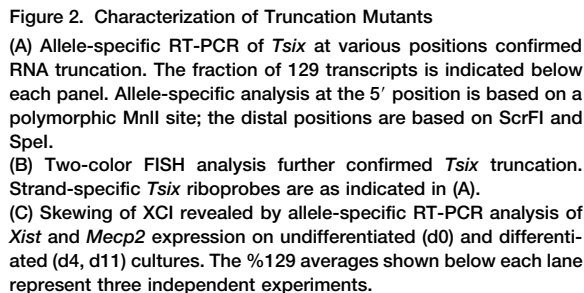 Figure 2. Characterization of Truncation Mutants
(A) Allele-specific RT-PCR of Tsix at various positions confirmed
RNA truncation. The fraction of 129 transcripts is indicated below
each panel. Allele-specific analysis at the 5′ position is based on a
polymorphic MnlI site; the distal positions are based on ScrFI and
SpeI.
(B) Two-color FISH analysis further confirmed Tsix truncation.
Strand-specific Tsix riboprobes are as indicated in (A).
(C) Skewing of XCI revealed by allele-specific RT-PCR analysis of
Xist and Mecp2 expression on undifferentiated (d0) and differenti-
ated (d4, d11) cultures. The %129 averages shown below each lane
represent three independent experiments.